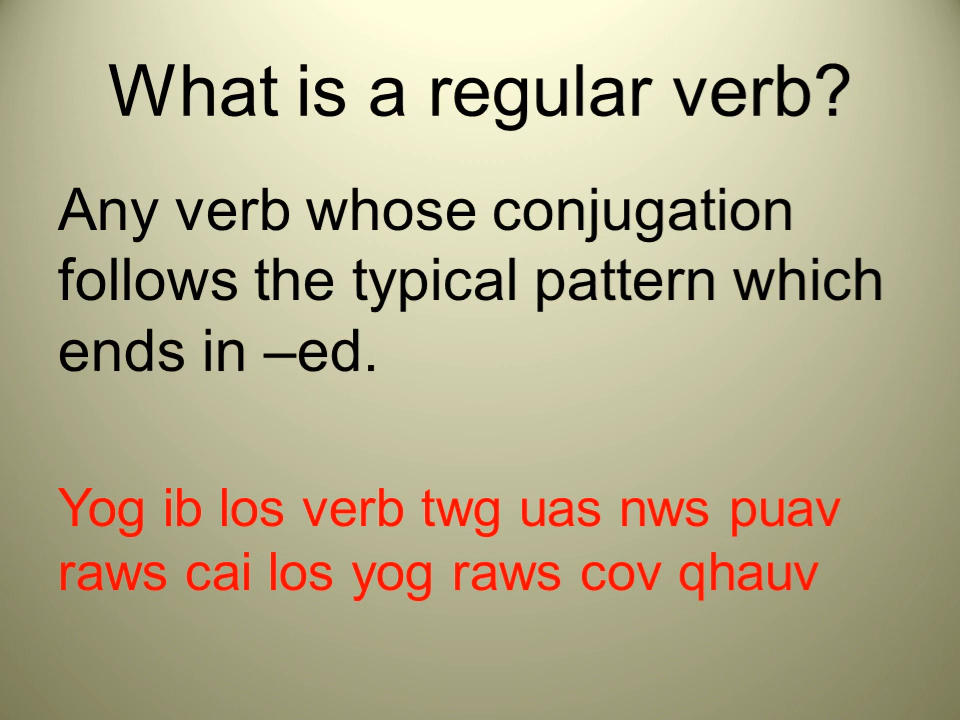 What is a regular verb?
Any verb whose conjugation
follows the typical pattern which
ends in –ed.
Yog ib los verb twg uas nws puav
raws cai los yog raws cov qhauv